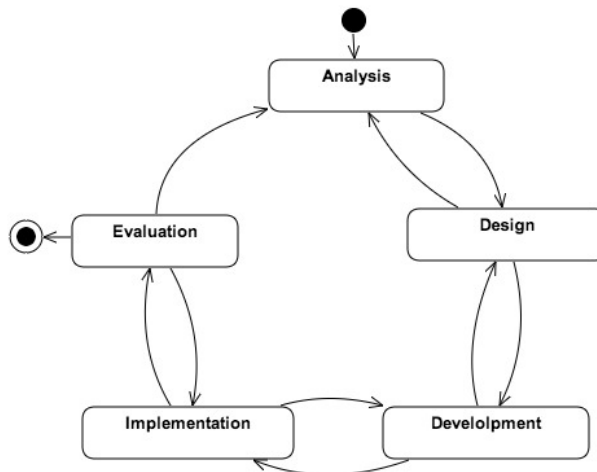 Analysis
Evaluation
Design
Implementation
Develolpment